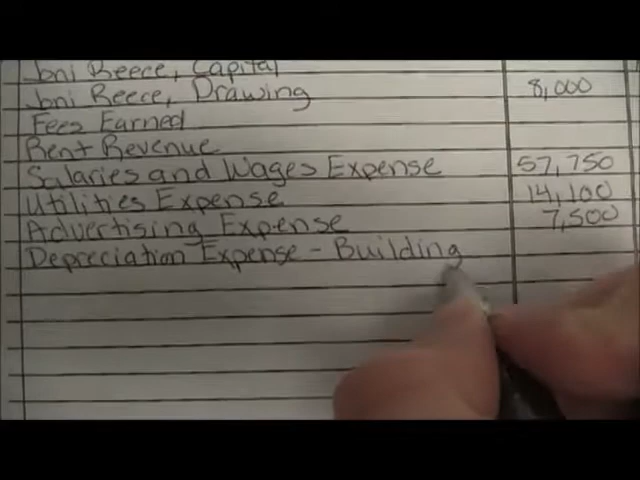 Joni Reece, Capital
Joni Reece, Drawing 8,000
Fees Earned
Rent Revenue
Salaries and Wages Expense 57,750
Utilities Expense 14,100
Advertising Expense 7,500
Depreciation Expense - Building